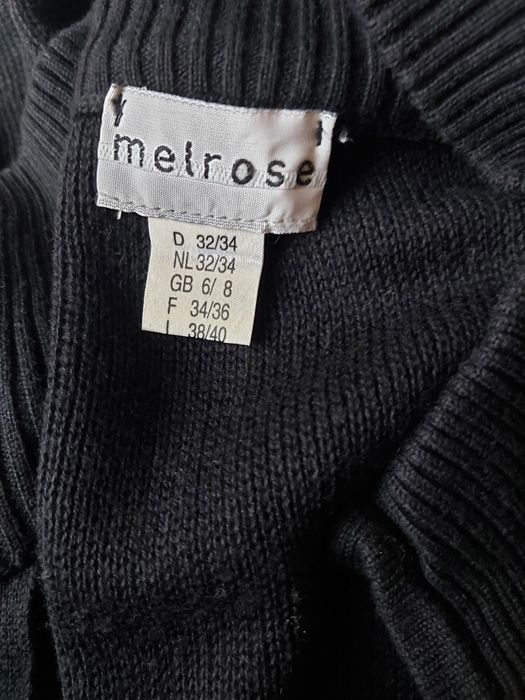 melrose
D 32/34
NL 32/34
GB 6/ 8
F 34/36
I 38/40